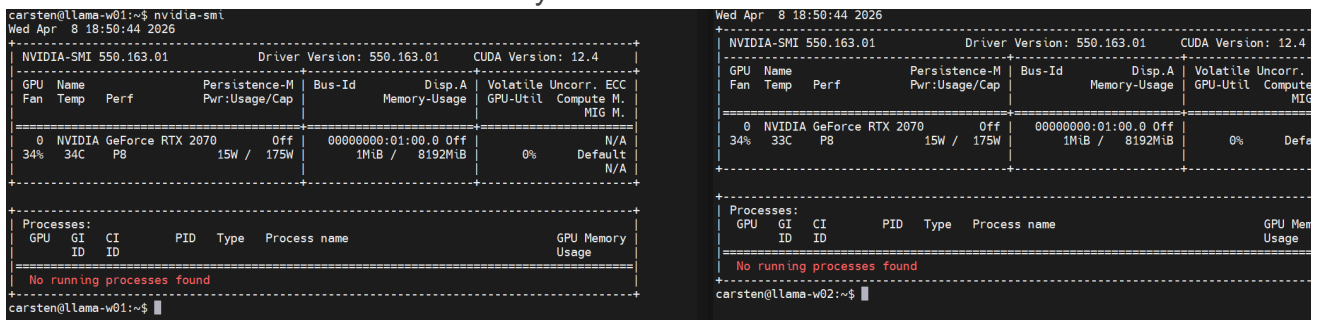 carsten@llama-w01:~$ nvidia-smi
Wed Apr  8 18:50:44 2026
+-----------------------------------------------------------------------------------------+
| NVIDIA-SMI 550.163.01             Driver Version: 550.163.01     CUDA Version: 12.4     |
|-----------------------------------------+------------------------+----------------------+
| GPU  Name                 Persistence-M | Bus-Id          Disp.A | Volatile Uncorr. ECC |
| Fan  Temp   Perf          Pwr:Usage/Cap |           Memory-Usage | GPU-Util  Compute M. |
|                                         |                        |               MIG M. |
|=========================================+========================+======================|
|   0  NVIDIA GeForce RTX 2070        Off |   00000000:01:00.0 Off |                  N/A |
| 34%   34C    P8              15W /  175W |       1MiB /   8192MiB |      0%      Default |
|                                         |                        |                  N/A |
+-----------------------------------------+------------------------+----------------------+
+-----------------------------------------------------------------------------------------+
| Processes:                                                                              |
|  GPU   GI   CI        PID   Type   Process name                              GPU Memory |
|        ID   ID                                                               Usage      |
|=========================================================================================|
|  No running processes found                                                             |
+-----------------------------------------------------------------------------------------+
carsten@llama-w01:~$
Wed Apr  8 18:50:44 2026
+------------------------------------------------------------------------------------
| NVIDIA-SMI 550.163.01             Driver Version: 550.163.01     CUDA Version: 12.4
|-----------------------------------------+------------------------+-----------------
| GPU  Name                 Persistence-M | Bus-Id          Disp.A | Volatile Uncorr.
| Fan  Temp   Perf          Pwr:Usage/Cap |           Memory-Usage | GPU-Util  Compute
|                                         |                        |               MIG
|=========================================+========================+=================
|   0  NVIDIA GeForce RTX 2070        Off |   00000000:01:00.0 Off |
| 34%   33C    P8              15W /  175W |       1MiB /   8192MiB |      0%      Defa
|                                         |                        |
+-----------------------------------------+------------------------+-----------------
+------------------------------------------------------------------------------------
| Processes:
|  GPU   GI   CI        PID   Type   Process name                              GPU Mem
|        ID   ID                                                               Usage
|====================================================================================
|  No running processes found
+------------------------------------------------------------------------------------
carsten@llama-w02:~$